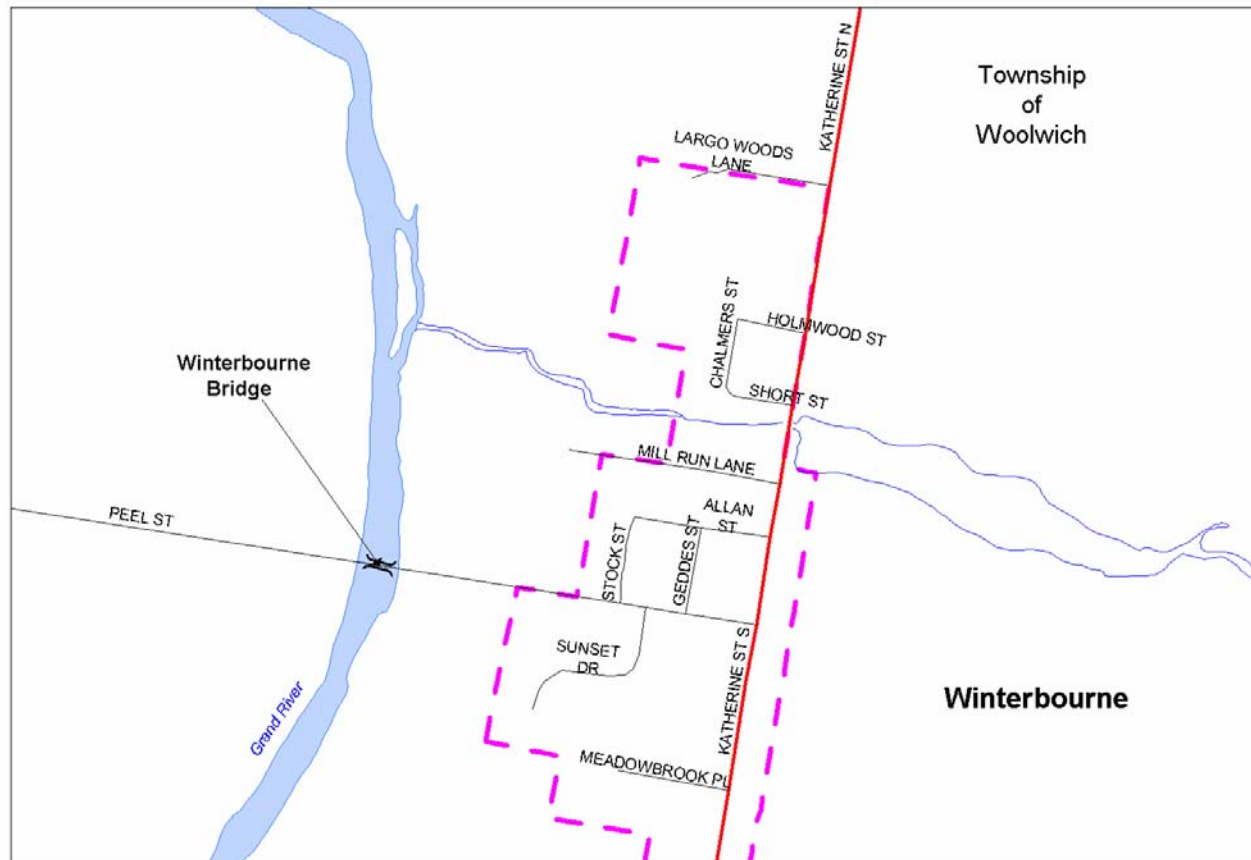 KATHERINE ST N
Township
of
Woolwich
LARGO WOODS
LANE
CHALMERS ST
HOLMWOOD ST
SHORT ST
Winterbourne
Bridge
MILL RUN LANE
PEEL ST
ALLAN
ST
STOCK ST
GEDDES ST
SUNSET
DR
KATHERINE ST S
Grand River
Winterbourne
MEADOWBROOK PL